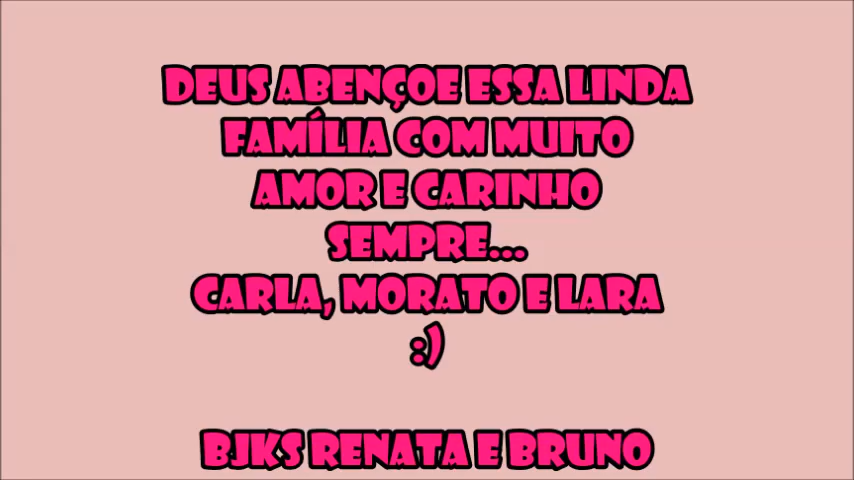 DEUS ABENÇOE ESSA LINDA
FAMÍLIA COM MUITO
AMOR E CARINHO
SEMPRE...
CARLA, MORATO E LARA
:)
BJKS RENATA E BRUNO